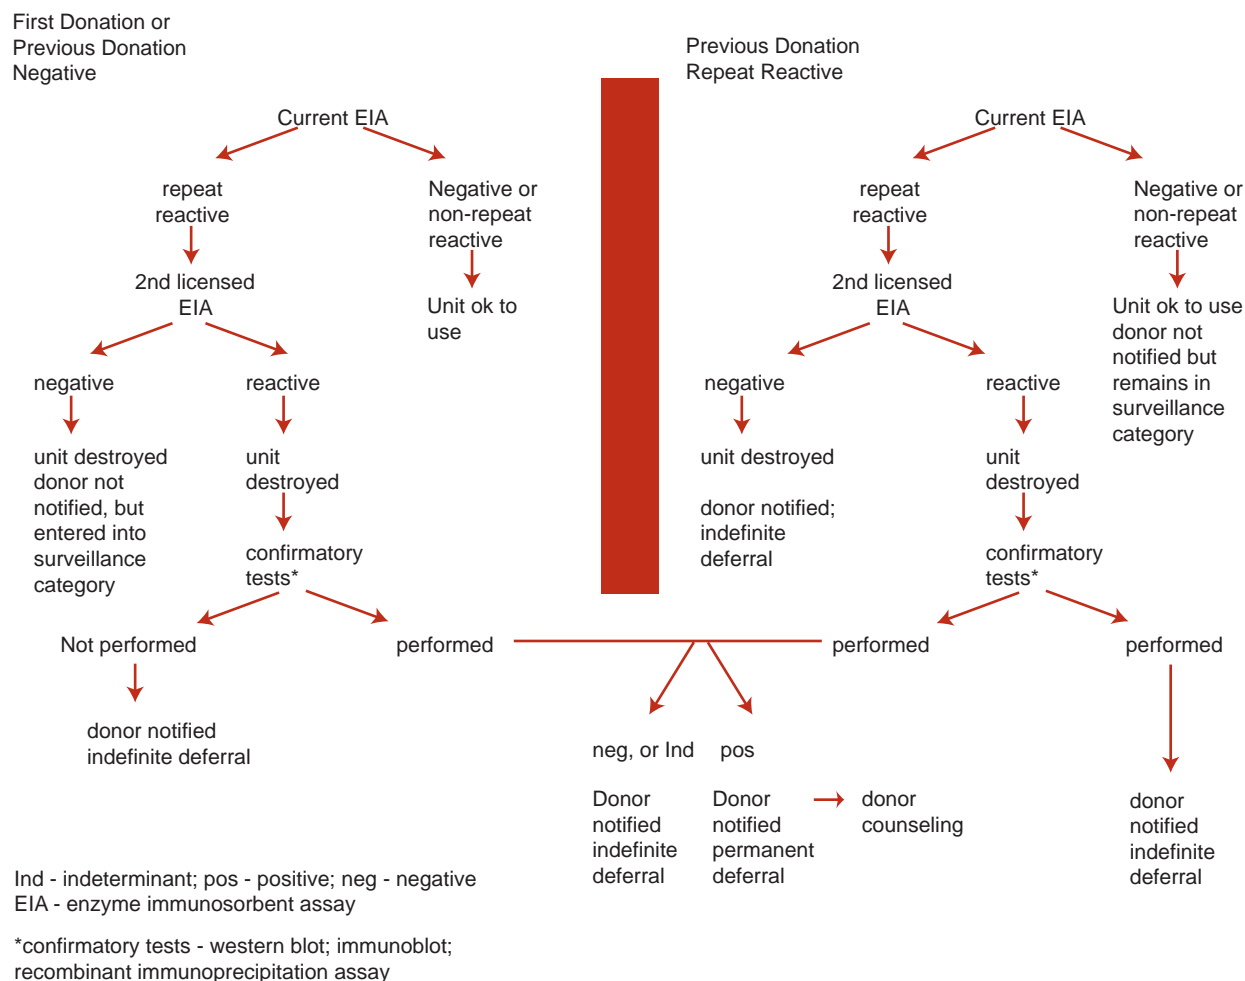 First Donation or
Previous Donation
Negative
Current EIA
repeat
reactive
Negative or
non-repeat
reactive
2nd licensed
EIA
Unit ok to
use
negative
reactive
unit destroyed
donor not
notified, but
entered into
surveillance
category
unit
destroyed
confirmatory
tests*
Not performed
performed
donor notified
indefinite deferral
Previous Donation
Repeat Reactive
Current EIA
repeat
reactive
Negative or
non-repeat
reactive
2nd licensed
EIA
Unit ok to use
donor not
notified but
remains in
surveillance
category
negative
reactive
unit destroyed
donor notified;
indefinite
deferral
unit
destroyed
confirmatory
tests*
performed
performed
neg, or Ind
pos
Donor
notified
indefinite
deferral
Donor
notified
permanent
deferral
donor
counseling
donor
notified
indefinite
deferral
Ind - indeterminant; pos - positive; neg - negative
EIA - enzyme immunosorbent assay
*confirmatory tests - western blot; immunoblot;
recombinant immunoprecipitation assay